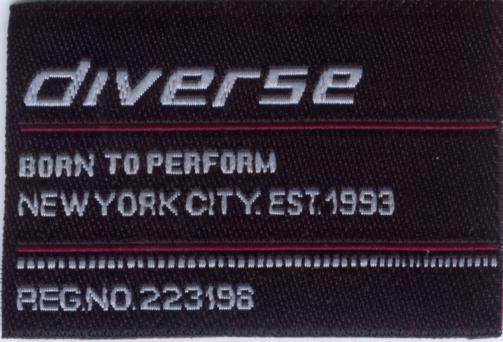 diverse
BORN TO PERFORM
NEW YORK CITY. EST.1993
REG.NO. 223198